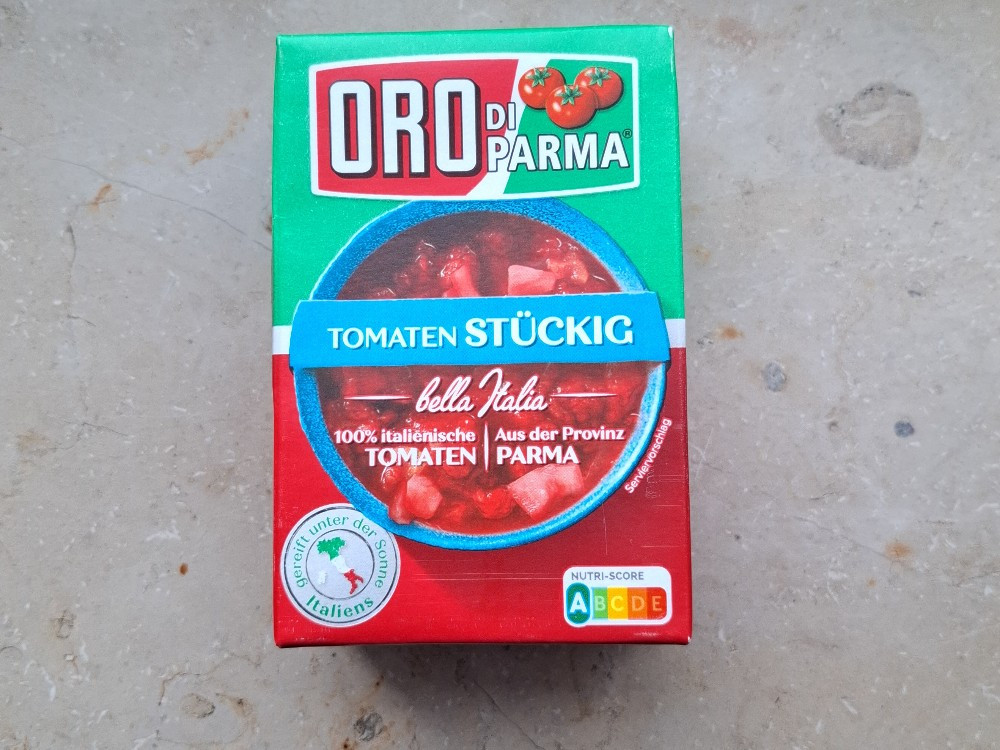 ORO DI
PARMA®
TOMATEN STÜCKIG
bella Italia
100% italienische
TOMATEN
Aus der Provinz
PARMA
Serviervorschlag
gereift unter der Sonne
Italiens
NUTRI-SCORE
A B C D E